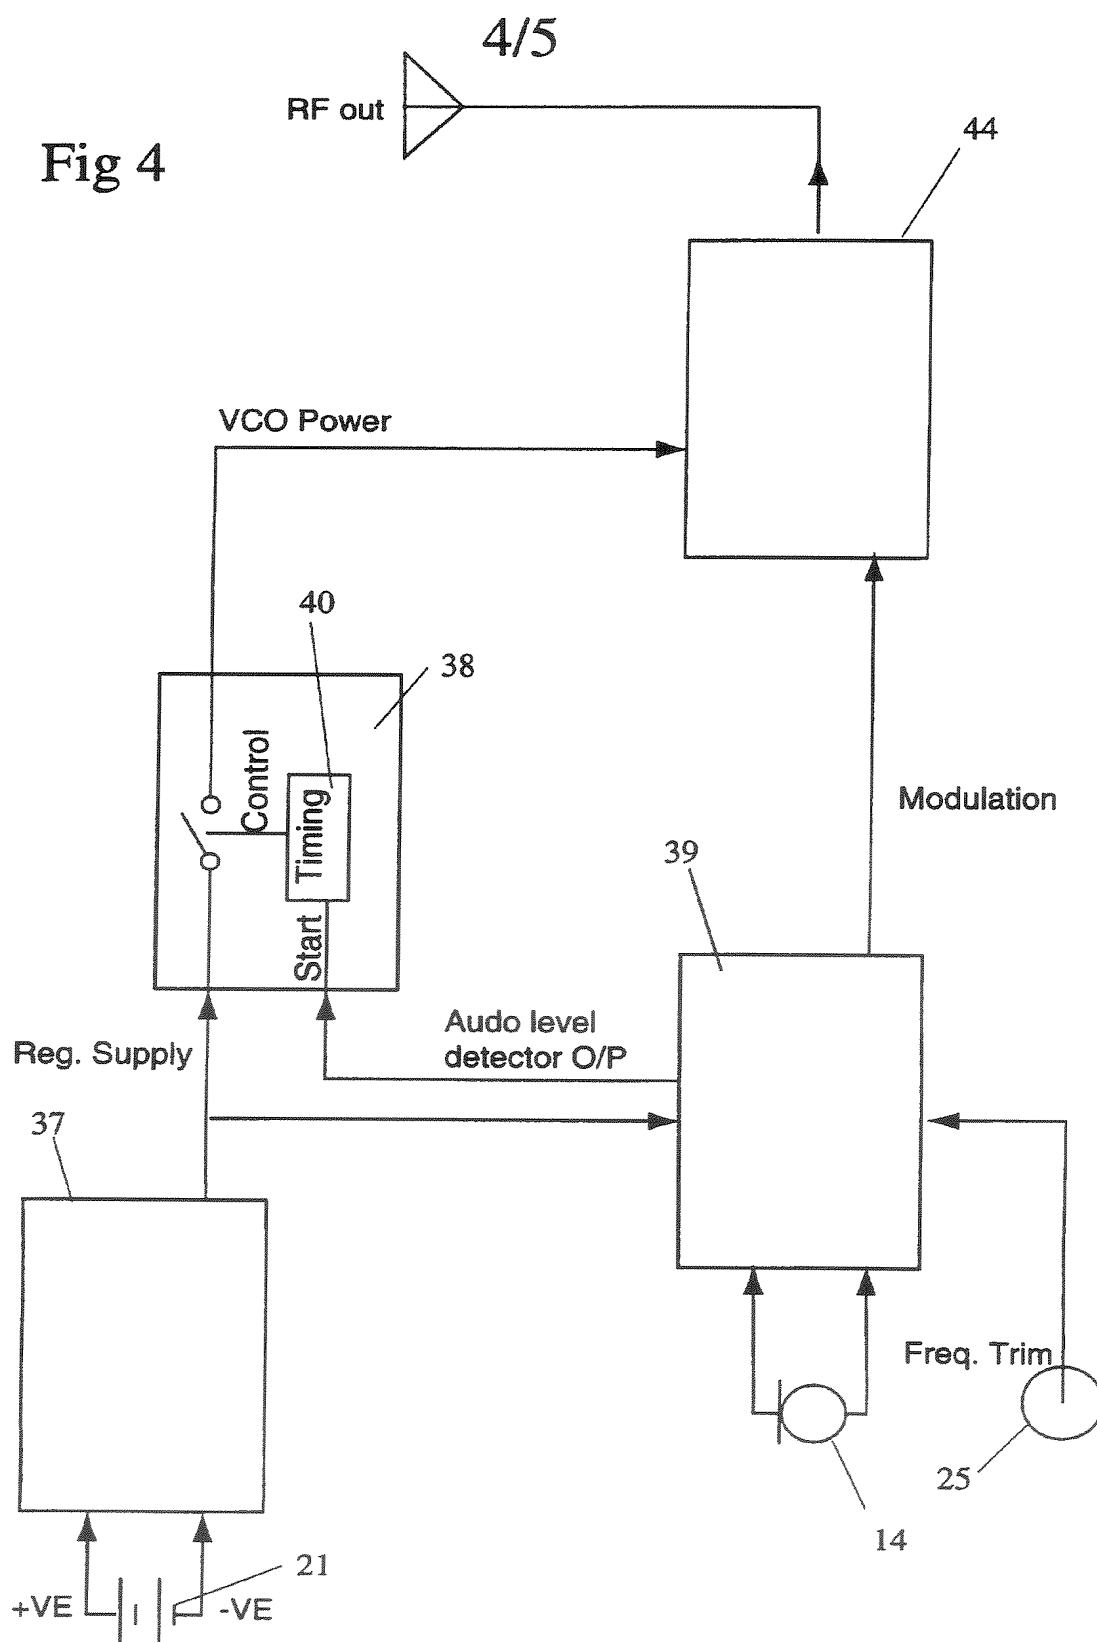 4/5
RF out
Fig 4
44
VCO Power
40
38
Control
Timing
Start
Modulation
39
Audo level
detector O/P
Reg. Supply
37
Freq. Trim
25
14
21
+VE
-VE